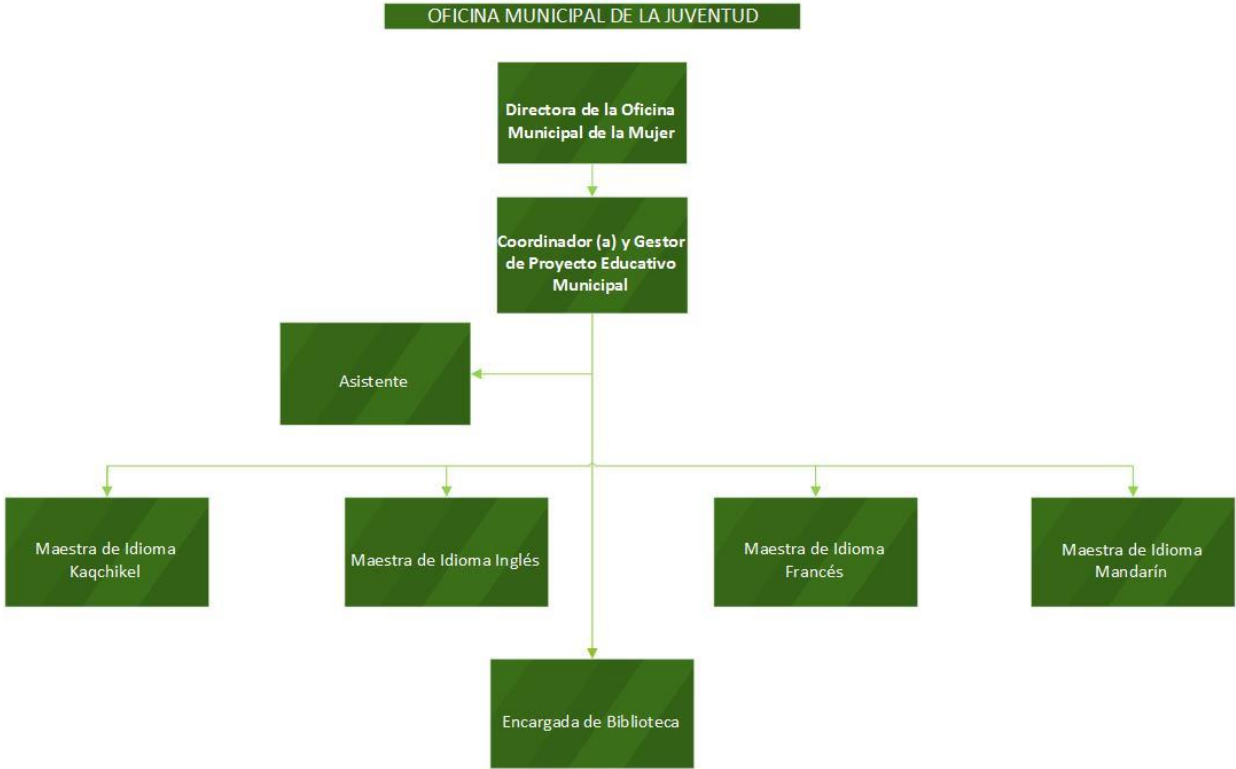 OFICINA MUNICIPAL DE LA JUVENTUD
Directora de la Oficina
Municipal de la Mujer
Coordinador (a) y Gestor
de Proyecto Educativo
Municipal
Asistente
Maestra de Idioma
Kaqchikel
Maestra de Idioma Inglés
Maestra de Idioma
Francés
Maestra de Idioma
Mandarín
Encargada de Biblioteca